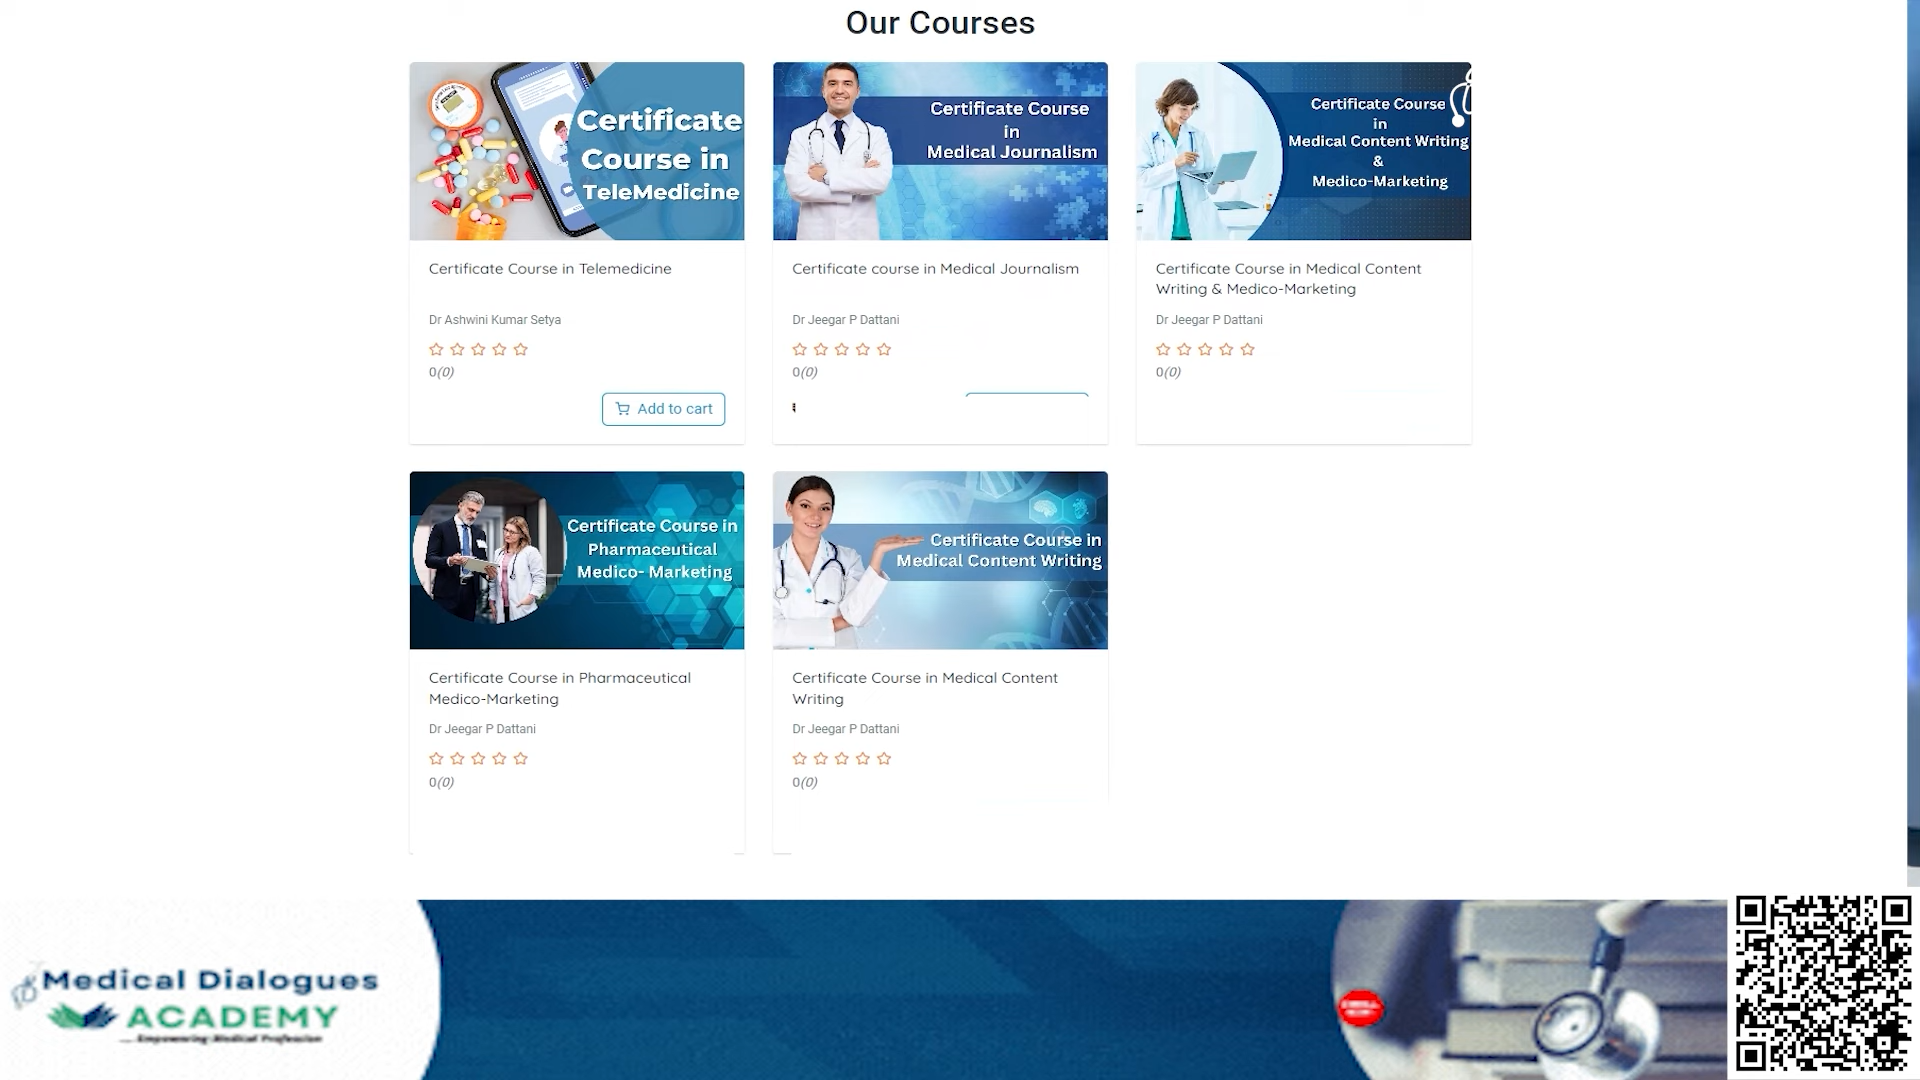 Our Courses
Certificate
Course in
TeleMedicine
Certificate Course
in
Medical Journalism
Certificate Course
in
Medical Content Writing
&
Medico-Marketing
Certificate Course in Telemedicine
Certificate course in Medical Journalism
Certificate Course in Medical Content
Writing & Medico-Marketing
Dr Ashwini Kumar Setya
Dr Jeegar P Dattani
Dr Jeegar P Dattani
0(0)
0(0)
0(0)
Add to cart
Certificate Course in
Pharmaceutical
Medico- Marketing
Certificate Course in
Medical Content Writing
Certificate Course in Pharmaceutical
Medico-Marketing
Certificate Course in Medical Content
Writing
Dr Jeegar P Dattani
Dr Jeegar P Dattani
0(0)
0(0)
Medical Dialogues
ACADEMY
Empowering Medical Profession